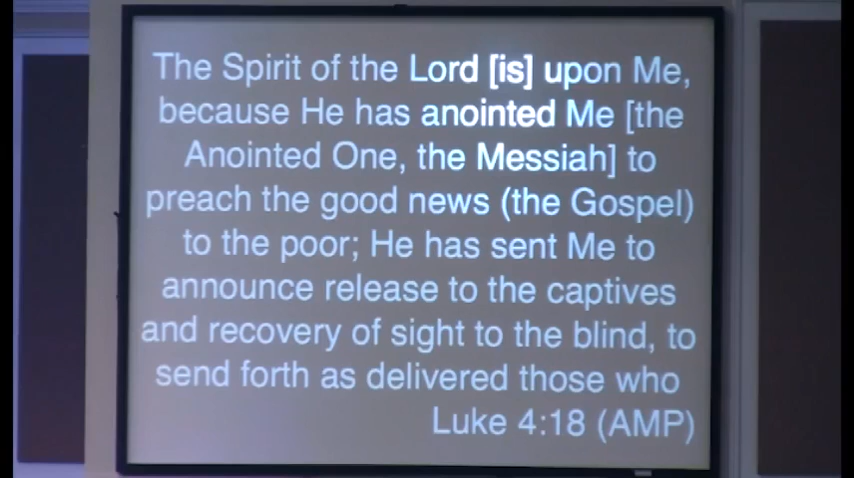 The Spirit of the Lord [is] upon Me,
because He has anointed Me [the
Anointed One, the Messiah] to
preach the good news (the Gospel)
to the poor; He has sent Me to
announce release to the captives
and recovery of sight to the blind, to
send forth as delivered those who
Luke 4:18 (AMP)